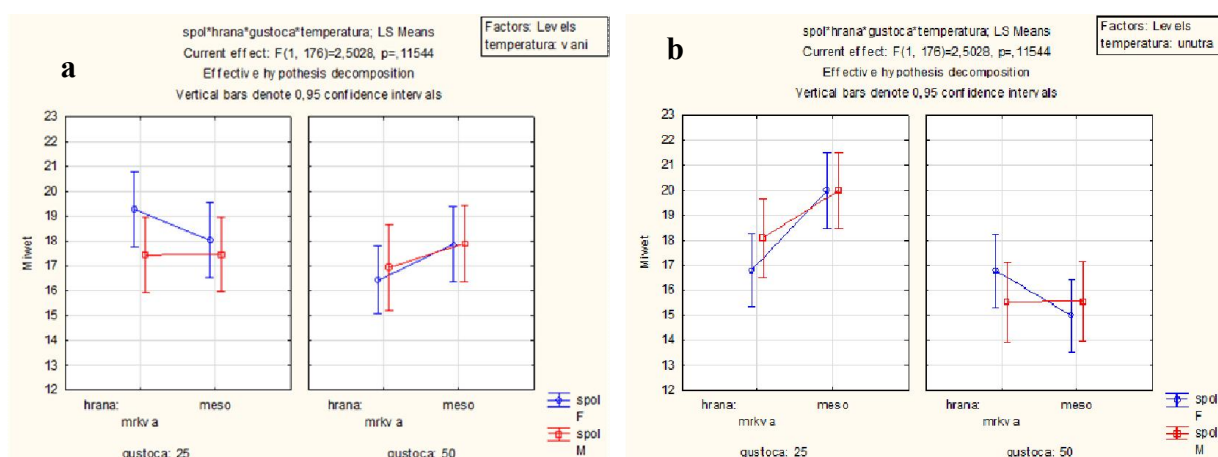 a
spol*hrana*gustoca*temperatura; LS Means
Current effect: F(1, 176)=2,5028, p=,11544
Effective hypothesis decomposition
Vertical bars denote 0,95 confidence intervals
Factors: Levels
temperatura: vani
Miwet
23
22
21
20
19
18
17
16
15
14
13
12
hrana: meso
mrkva
gustoca: 25
hrana: meso
mrkva
gustoca: 50
spol
F
spol
M
b
spol*hrana*gustoca*temperatura; LS Means
Current effect: F(1, 176)=2,5028, p=,11544
Effective hypothesis decomposition
Vertical bars denote 0,95 confidence intervals
Factors: Levels
temperatura: unutra
Miwet
23
22
21
20
19
18
17
16
15
14
13
12
hrana: meso
mrkva
gustoca: 25
hrana: meso
mrkva
gustoca: 50
spol
F
spol
M